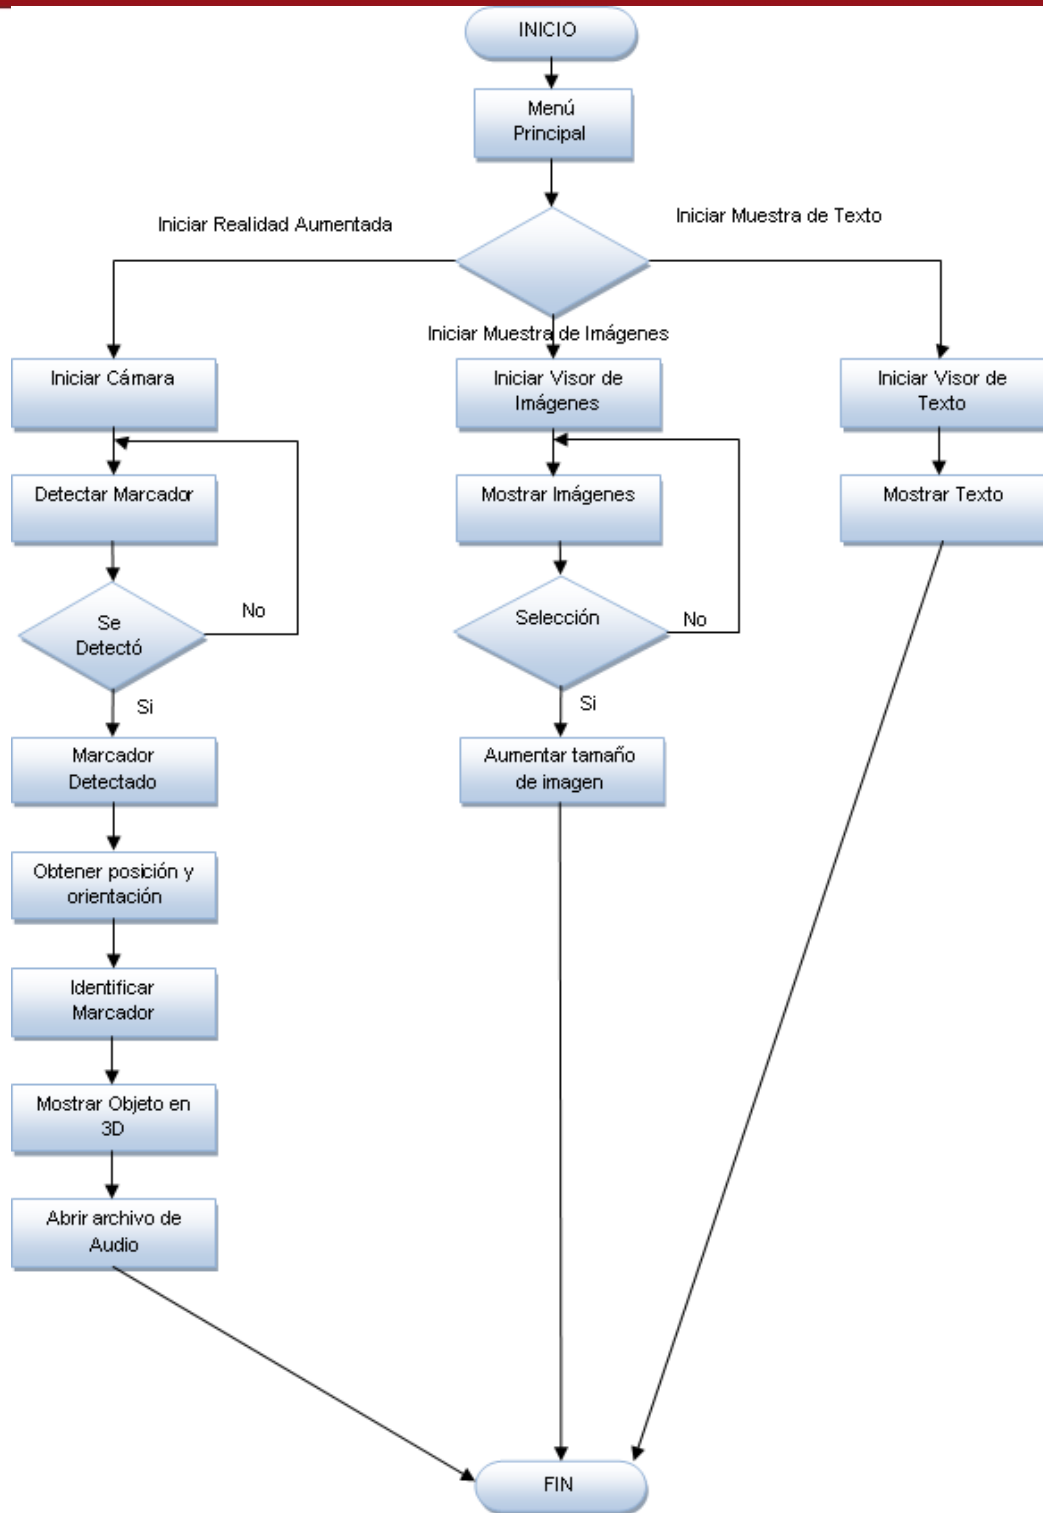 INICIO
Menú
Principal
Iniciar Realidad Aumentada
Iniciar Muestra de Texto
Iniciar Muestra de Imágenes
Iniciar Cámara
Iniciar Visor de
Imágenes
Iniciar Visor de
Texto
Detectar Marcador
Mostrar Imágenes
Mostrar Texto
Se
Detectó
No
Selección
No
Si
Si
Marcador
Detectado
Aumentar tamaño
de imagen
Obtener posición y
orientación
Identificar
Marcador
Mostrar Objeto en
3D
Abrir archivo de
Audio
FIN